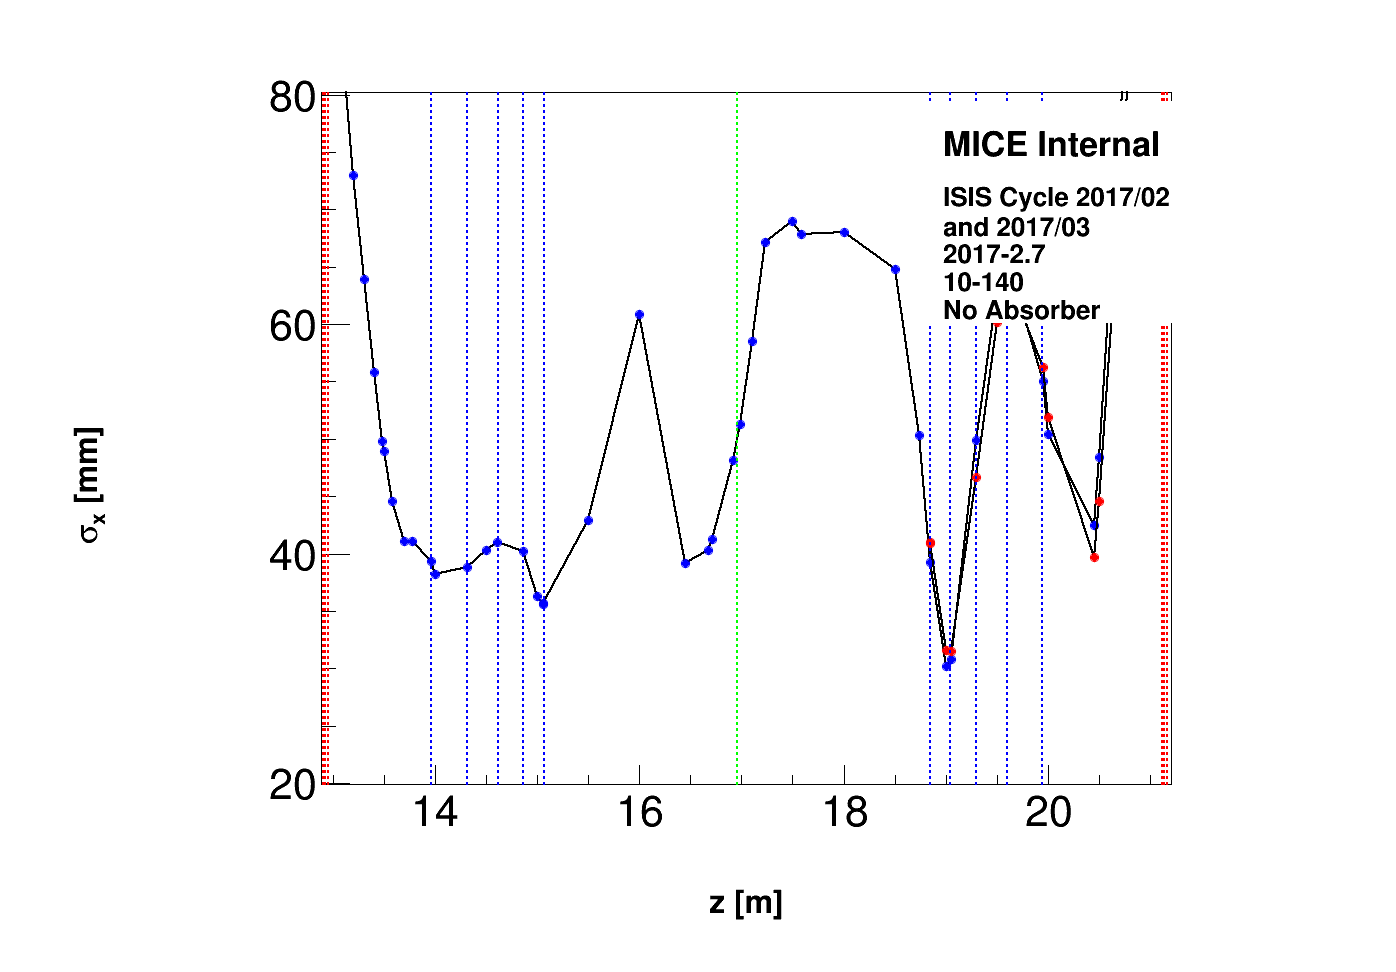 80
60
40
20
14
16
18
20
σx [mm]
z [m]
MICE Internal
ISIS Cycle 2017/02
and 2017/03
2017-2.7
10-140
No Absorber